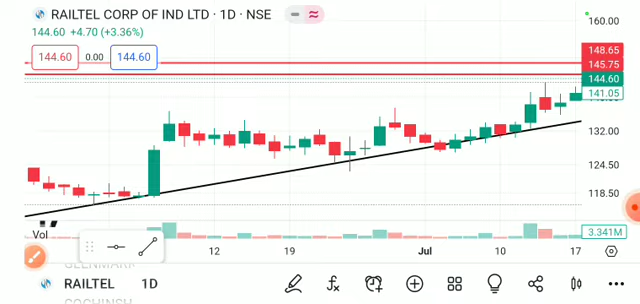 RAILTEL CORP OF IND LTD · 1D · NSE
144.60 +4.70 (+3.36%)
144.60 0.00 144.60
160.00
148.65
145.75
144.60
141.05
132.00
124.50
118.50
Vol
3.341M
12 19 Jul 10 17
RAILTEL 1D